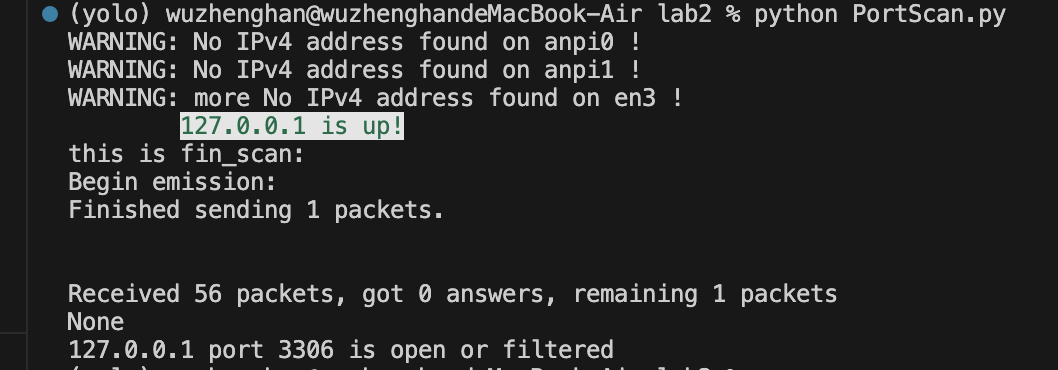 (yolo) wuzhenghan@wuzhenghandeMacBook-Air lab2 % python PortScan.py
WARNING: No IPv4 address found on anpi0 !
WARNING: No IPv4 address found on anpi1 !
WARNING: more No IPv4 address found on en3 !
127.0.0.1 is up!
this is fin_scan:
Begin emission:
Finished sending 1 packets.
Received 56 packets, got 0 answers, remaining 1 packets
None
127.0.0.1 port 3306 is open or filtered